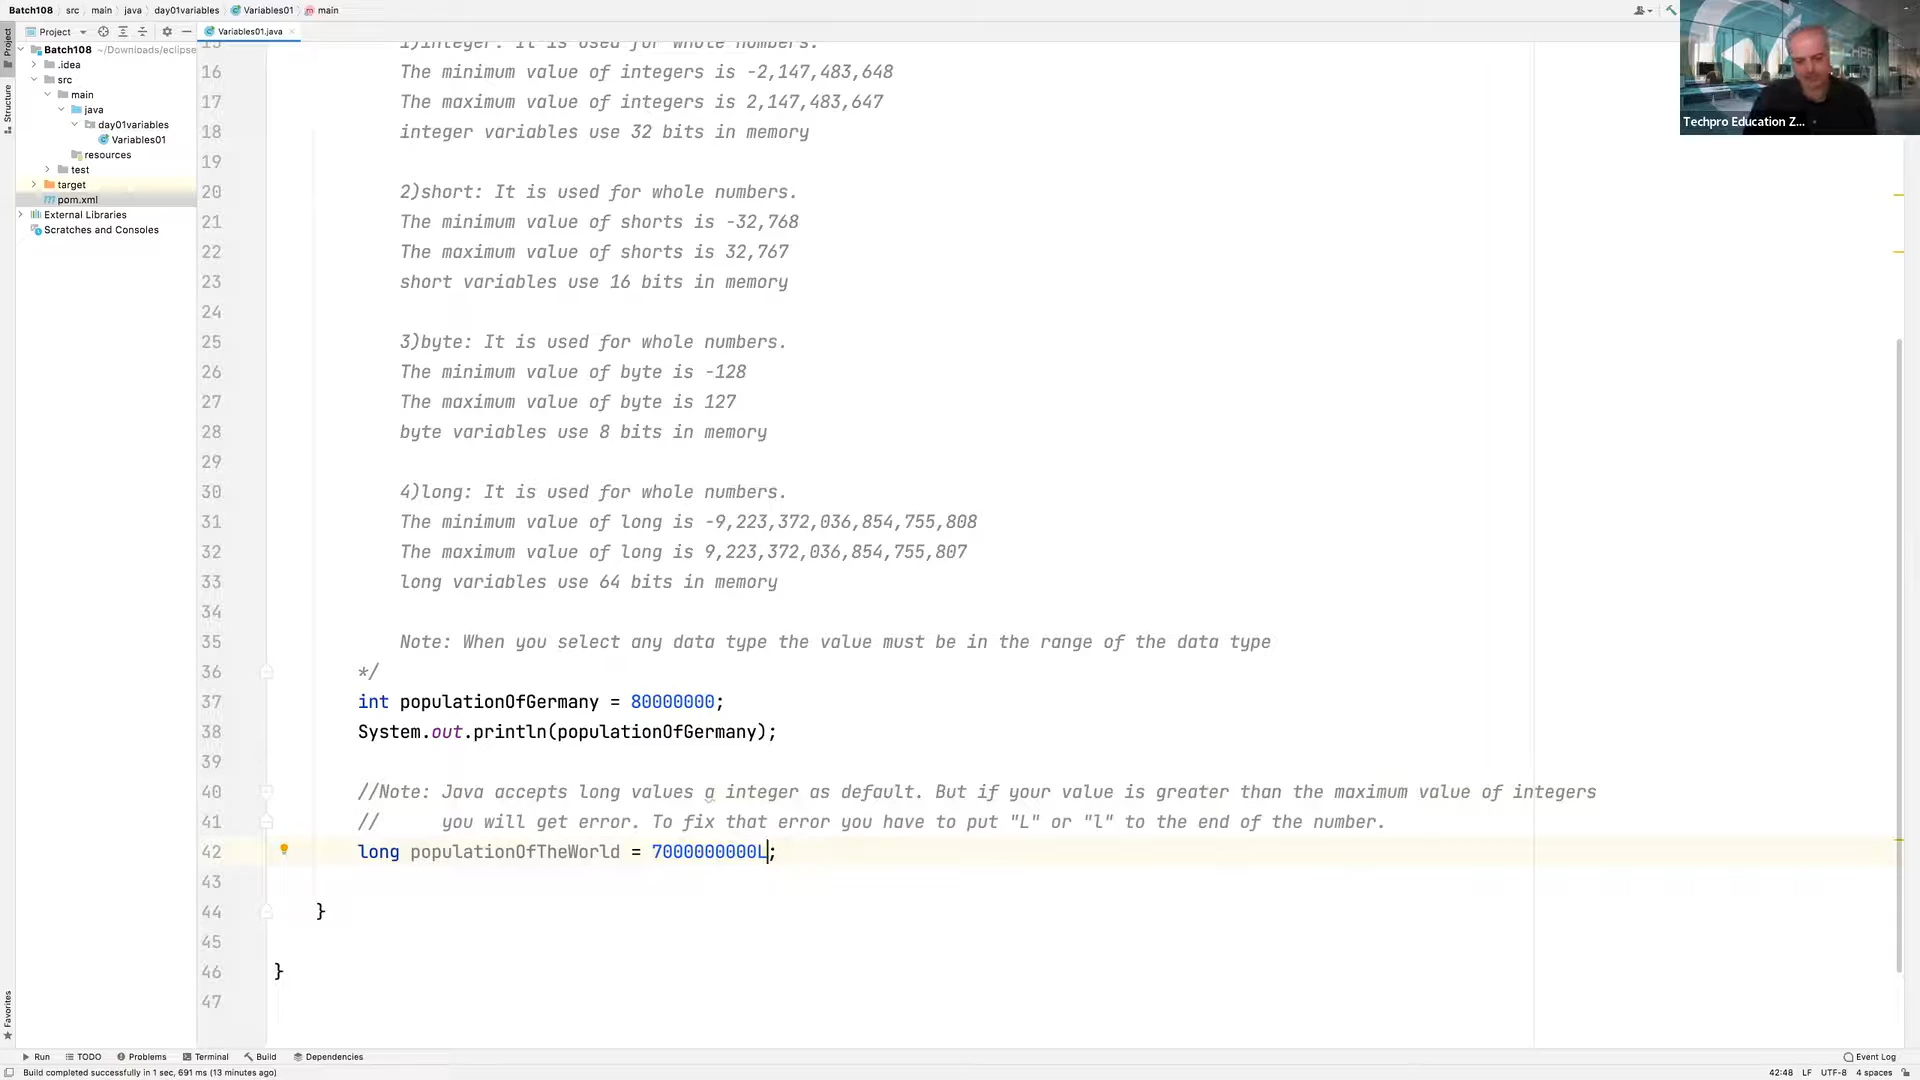 Batch108 src main java day01variables Variables01 main
Project
Variables01.java
Batch108 ~/Downloads/eclipse
.idea
src
main
java
day01variables
Variables01
resources
test
target
pom.xml
External Libraries
Scratches and Consoles
Project
Structure
Favorites
15 1)integer: It is used for whole numbers.
16 The minimum value of integers is -2,147,483,648
17 The maximum value of integers is 2,147,483,647
18 integer variables use 32 bits in memory
19
20 2)short: It is used for whole numbers.
21 The minimum value of shorts is -32,768
22 The maximum value of shorts is 32,767
23 short variables use 16 bits in memory
24
25 3)byte: It is used for whole numbers.
26 The minimum value of byte is -128
27 The maximum value of byte is 127
28 byte variables use 8 bits in memory
29
30 4)long: It is used for whole numbers.
31 The minimum value of long is -9,223,372,036,854,755,808
32 The maximum value of long is 9,223,372,036,854,755,807
33 long variables use 64 bits in memory
34
35 Note: When you select any data type the value must be in the range of the data type
36 */
37 int populationOfGermany = 80000000;
38 System.out.println(populationOfGermany);
39
40 //Note: Java accepts long values a integer as default. But if your value is greater than the maximum value of integers
41 // you will get error. To fix that error you have to put "L" or "l" to the end of the number.
42 long populationOfTheWorld = 7000000000L;
43
44 }
45
46 }
47
Techpro Education Z...
Run TODO Problems Terminal Build Dependencies Event Log
Build completed successfully in 1 sec, 691 ms (13 minutes ago) 42:48 LF UTF-8 4 spaces